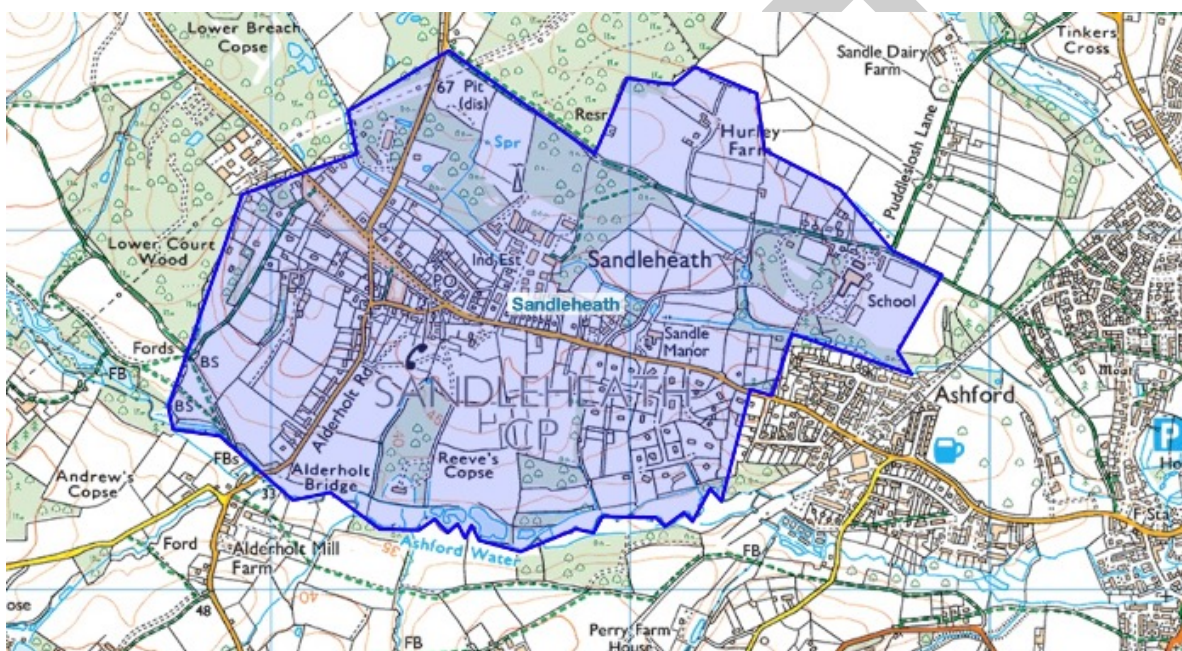 Lower Breach
Copse
67
Pit
(dis)
Spr
Resr
Hurley
Farm
Sandle Dairy
Farm
Tinkers
Cross
Puddleslosh Lane
Lower Court
Wood
Ind Est
Sandleheath
Sandleheath
School
Sandle
Manor
Fords
BS
FB
BS
Alderholt Rd
SANDLEHEATH
CP
Ashford
Moat
P
Reeve's
Copse
FBs
Alderholt
Bridge
33
Andrew's
Copse
Ford
Alderholt Mill
Farm
35
Ashford Water
FB
F Sta
40
48
FB
Perry Farm
House